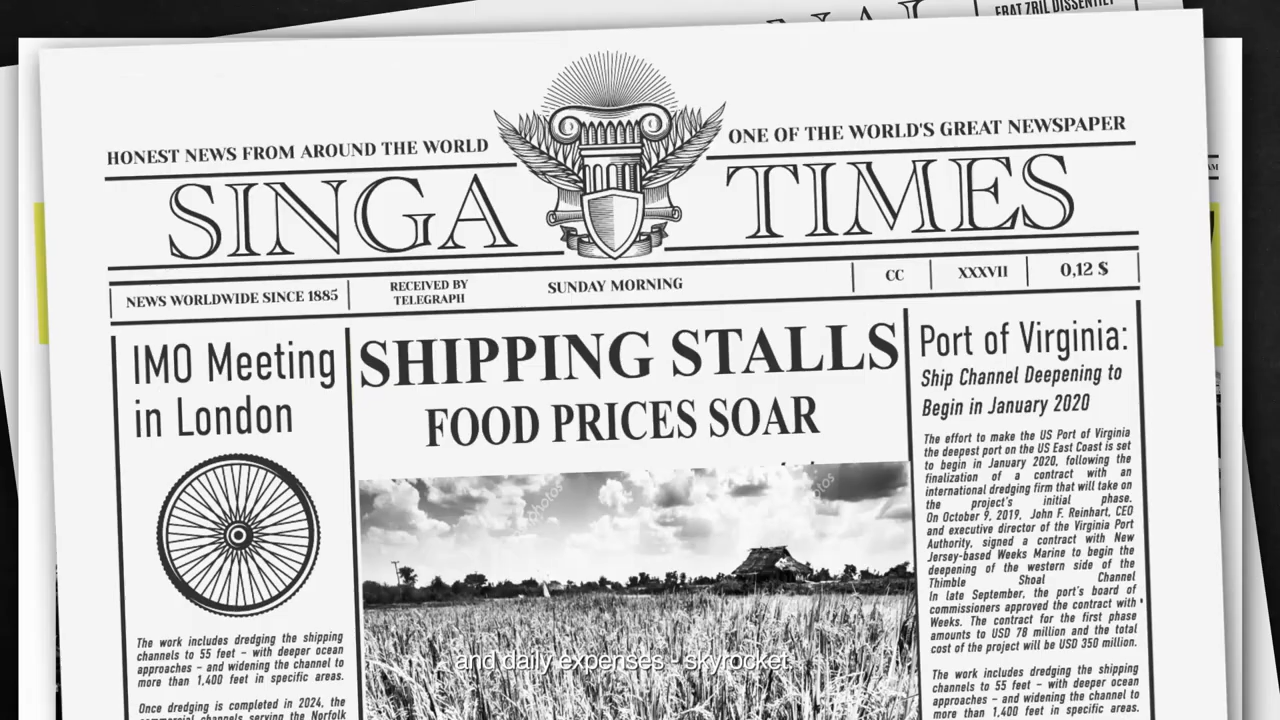 ERAT ZRIL DISSENTIET
HONEST NEWS FROM AROUND THE WORLD
ONE OF THE WORLD'S GREAT NEWSPAPER
SINGA TIMES
NEWS WORLDWIDE SINCE 1885
RECEIVED BY
TELEGRAPH
SUNDAY MORNING
CC
XXXVII
0,12 $
IMO Meeting
in London
The work includes dredging the shipping
channels to 55 feet – with deeper ocean
approaches – and widening the channel to
more than 1,400 feet in specific areas.
Once dredging is completed in 2024, the
commercial channels serving the Norfolk
SHIPPING STALLS
FOOD PRICES SOAR
and daily expenses - skyrocket.
Port of Virginia:
Ship Channel Deepening to
Begin in January 2020
The effort to make the US Port of Virginia
the deepest port on the US East Coast is set
to begin in January 2020, following the
finalization of a contract with an
international dredging firm that will take on
the project's initial phase.
On October 9, 2019, John F. Reinhart, CEO
and executive director of the Virginia Port
Authority, signed a contract with New
Jersey-based Weeks Marine to begin the
deepening of the western side of the
Thimble Shoal Channel
In late September, the port's board of
commissioners approved the contract with
Weeks. The contract for the first phase
amounts to USD 78 million and the total
cost of the project will be USD 350 million.
The work includes dredging the shipping
channels to 55 feet – with deeper ocean
approaches – and widening the channel to
more than 1,400 feet in specific areas.